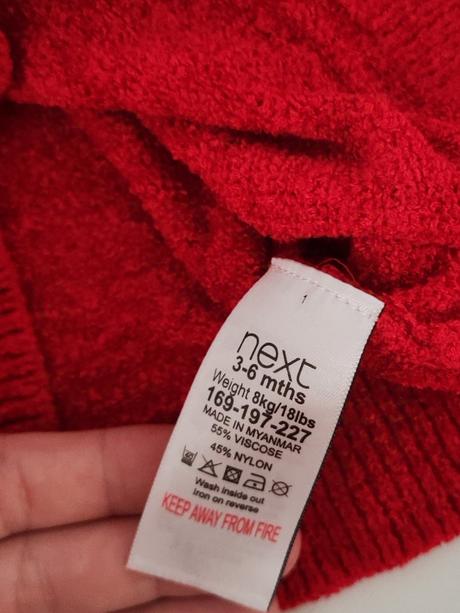 1
next
3-6 mths
Weight 8kg/18lbs
169-197-227
MADE IN MYANMAR
55% VISCOSE
45% NYLON
Wash inside out
Iron on reverse
KEEP AWAY FROM FIRE